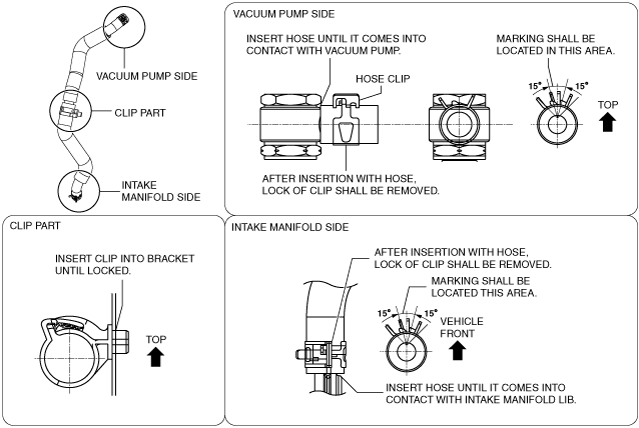 VACUUM PUMP SIDE
CLIP PART
INTAKE
MANIFOLD SIDE
VACUUM PUMP SIDE
INSERT HOSE UNTIL IT COMES INTO
CONTACT WITH VACUUM PUMP.
HOSE CLIP
MARKING SHALL BE
LOCATED IN THIS AREA.
15°
15°
TOP
AFTER INSERTION WITH HOSE,
LOCK OF CLIP SHALL BE REMOVED.
CLIP PART
INSERT CLIP INTO BRACKET
UNTIL LOCKED.
TOP
INTAKE MANIFOLD SIDE
AFTER INSERTION WITH HOSE,
LOCK OF CLIP SHALL BE REMOVED.
MARKING SHALL BE
LOCATED THIS AREA.
15°
15°
VEHICLE
FRONT
INSERT HOSE UNTIL IT COMES INTO
CONTACT WITH INTAKE MANIFOLD LIB.